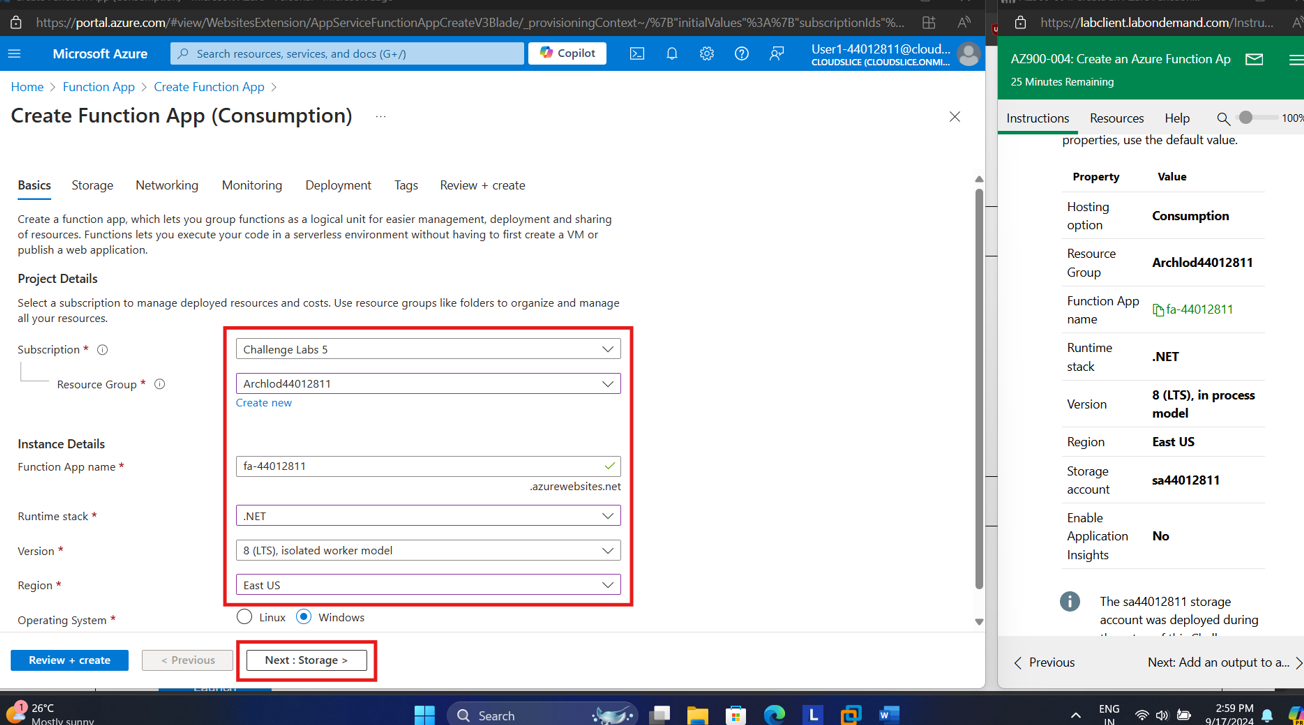 https://portal.azure.com/#view/WebsitesExtension/AppServiceFunctionAppCreateV3Blade/_provisioningContext~/%7B"initialValues"%3A%7B"subscriptionIds"%...
Microsoft Azure
Search resources, services, and docs (G+/)
Copilot
User1-44012811@cloud...
CLOUDSLICE (CLOUDSLICE.ONMI...
Home > Function App > Create Function App >
Create Function App (Consumption)
...
Basics Storage Networking Monitoring Deployment Tags Review + create
Create a function app, which lets you group functions as a logical unit for easier management, deployment and sharing
of resources. Functions lets you execute your code in a serverless environment without having to first create a VM or
publish a web application.
Project Details
Select a subscription to manage deployed resources and costs. Use resource groups like folders to organize and manage
all your resources.
Subscription * Challenge Labs 5
Resource Group * Archlod44012811
Create new
Instance Details
Function App name * fa-44012811
.azurewebsites.net
Runtime stack * .NET
Version * 8 (LTS), isolated worker model
Region * East US
Operating System * Linux Windows
Review + create < Previous Next : Storage >
https://labclient.labondemand.com/Instru...
AZ900-004: Create an Azure Function Ap
25 Minutes Remaining
Instructions Resources Help 100%
properties, use the default value.
Property Value
Hosting
option
Consumption
Resource
Group
Archlod44012811
Function App
name
fa-44012811
Runtime
stack
.NET
Version
8 (LTS), in process
model
Region East US
Storage
account
sa44012811
Enable
Application
Insights
No
The sa44012811 storage
account was deployed during
Previous Next: Add an output to a...
1
26°C
Mostly sunny
Search
ENG
IN
2:59 PM
9/17/2024